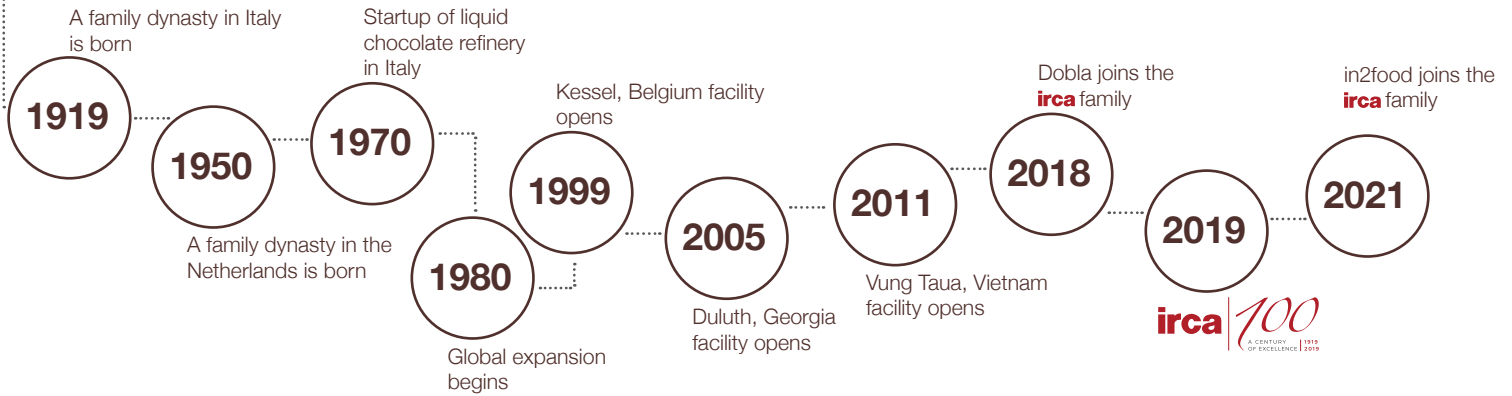 A family dynasty in Italy
is born
1919
1950
A family dynasty in the
Netherlands is born
Startup of liquid
chocolate refinery
in Italy
1970
1980
Global expansion
begins
Kessel, Belgium facility
opens
1999
2005
Duluth, Georgia
facility opens
2011
Vung Taua, Vietnam
facility opens
Dobla joins the
irca family
2018
2019
irca 100
A CENTURY
OF EXCELLENCE
1919
2019
in2food joins the
irca family
2021